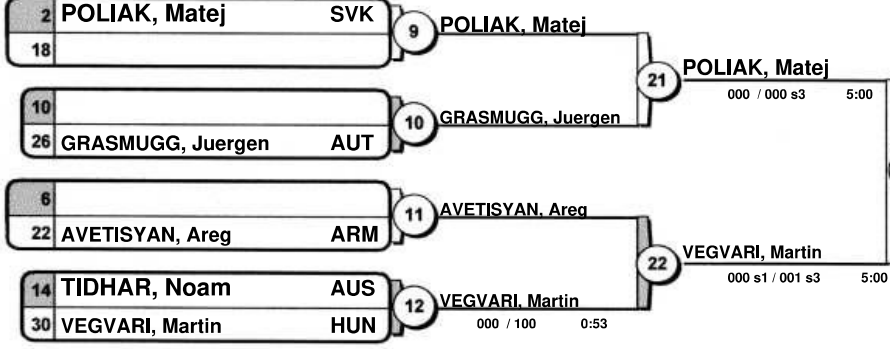 2 POLIAK, Matej SVK
18
9
POLIAK, Matej
10
26 GRASMUGG, Juergen AUT
10
GRASMUGG, Juergen
21
POLIAK, Matej
000 / 000 s3 5:00
6
22 AVETISYAN, Areg ARM
11
AVETISYAN, Areg
14 TIDHAR, Noam AUS
30 VEGVARI, Martin HUN
12
VEGVARI, Martin
000 / 100 0:53
22
VEGVARI, Martin
000 s1 / 001 s3 5:00